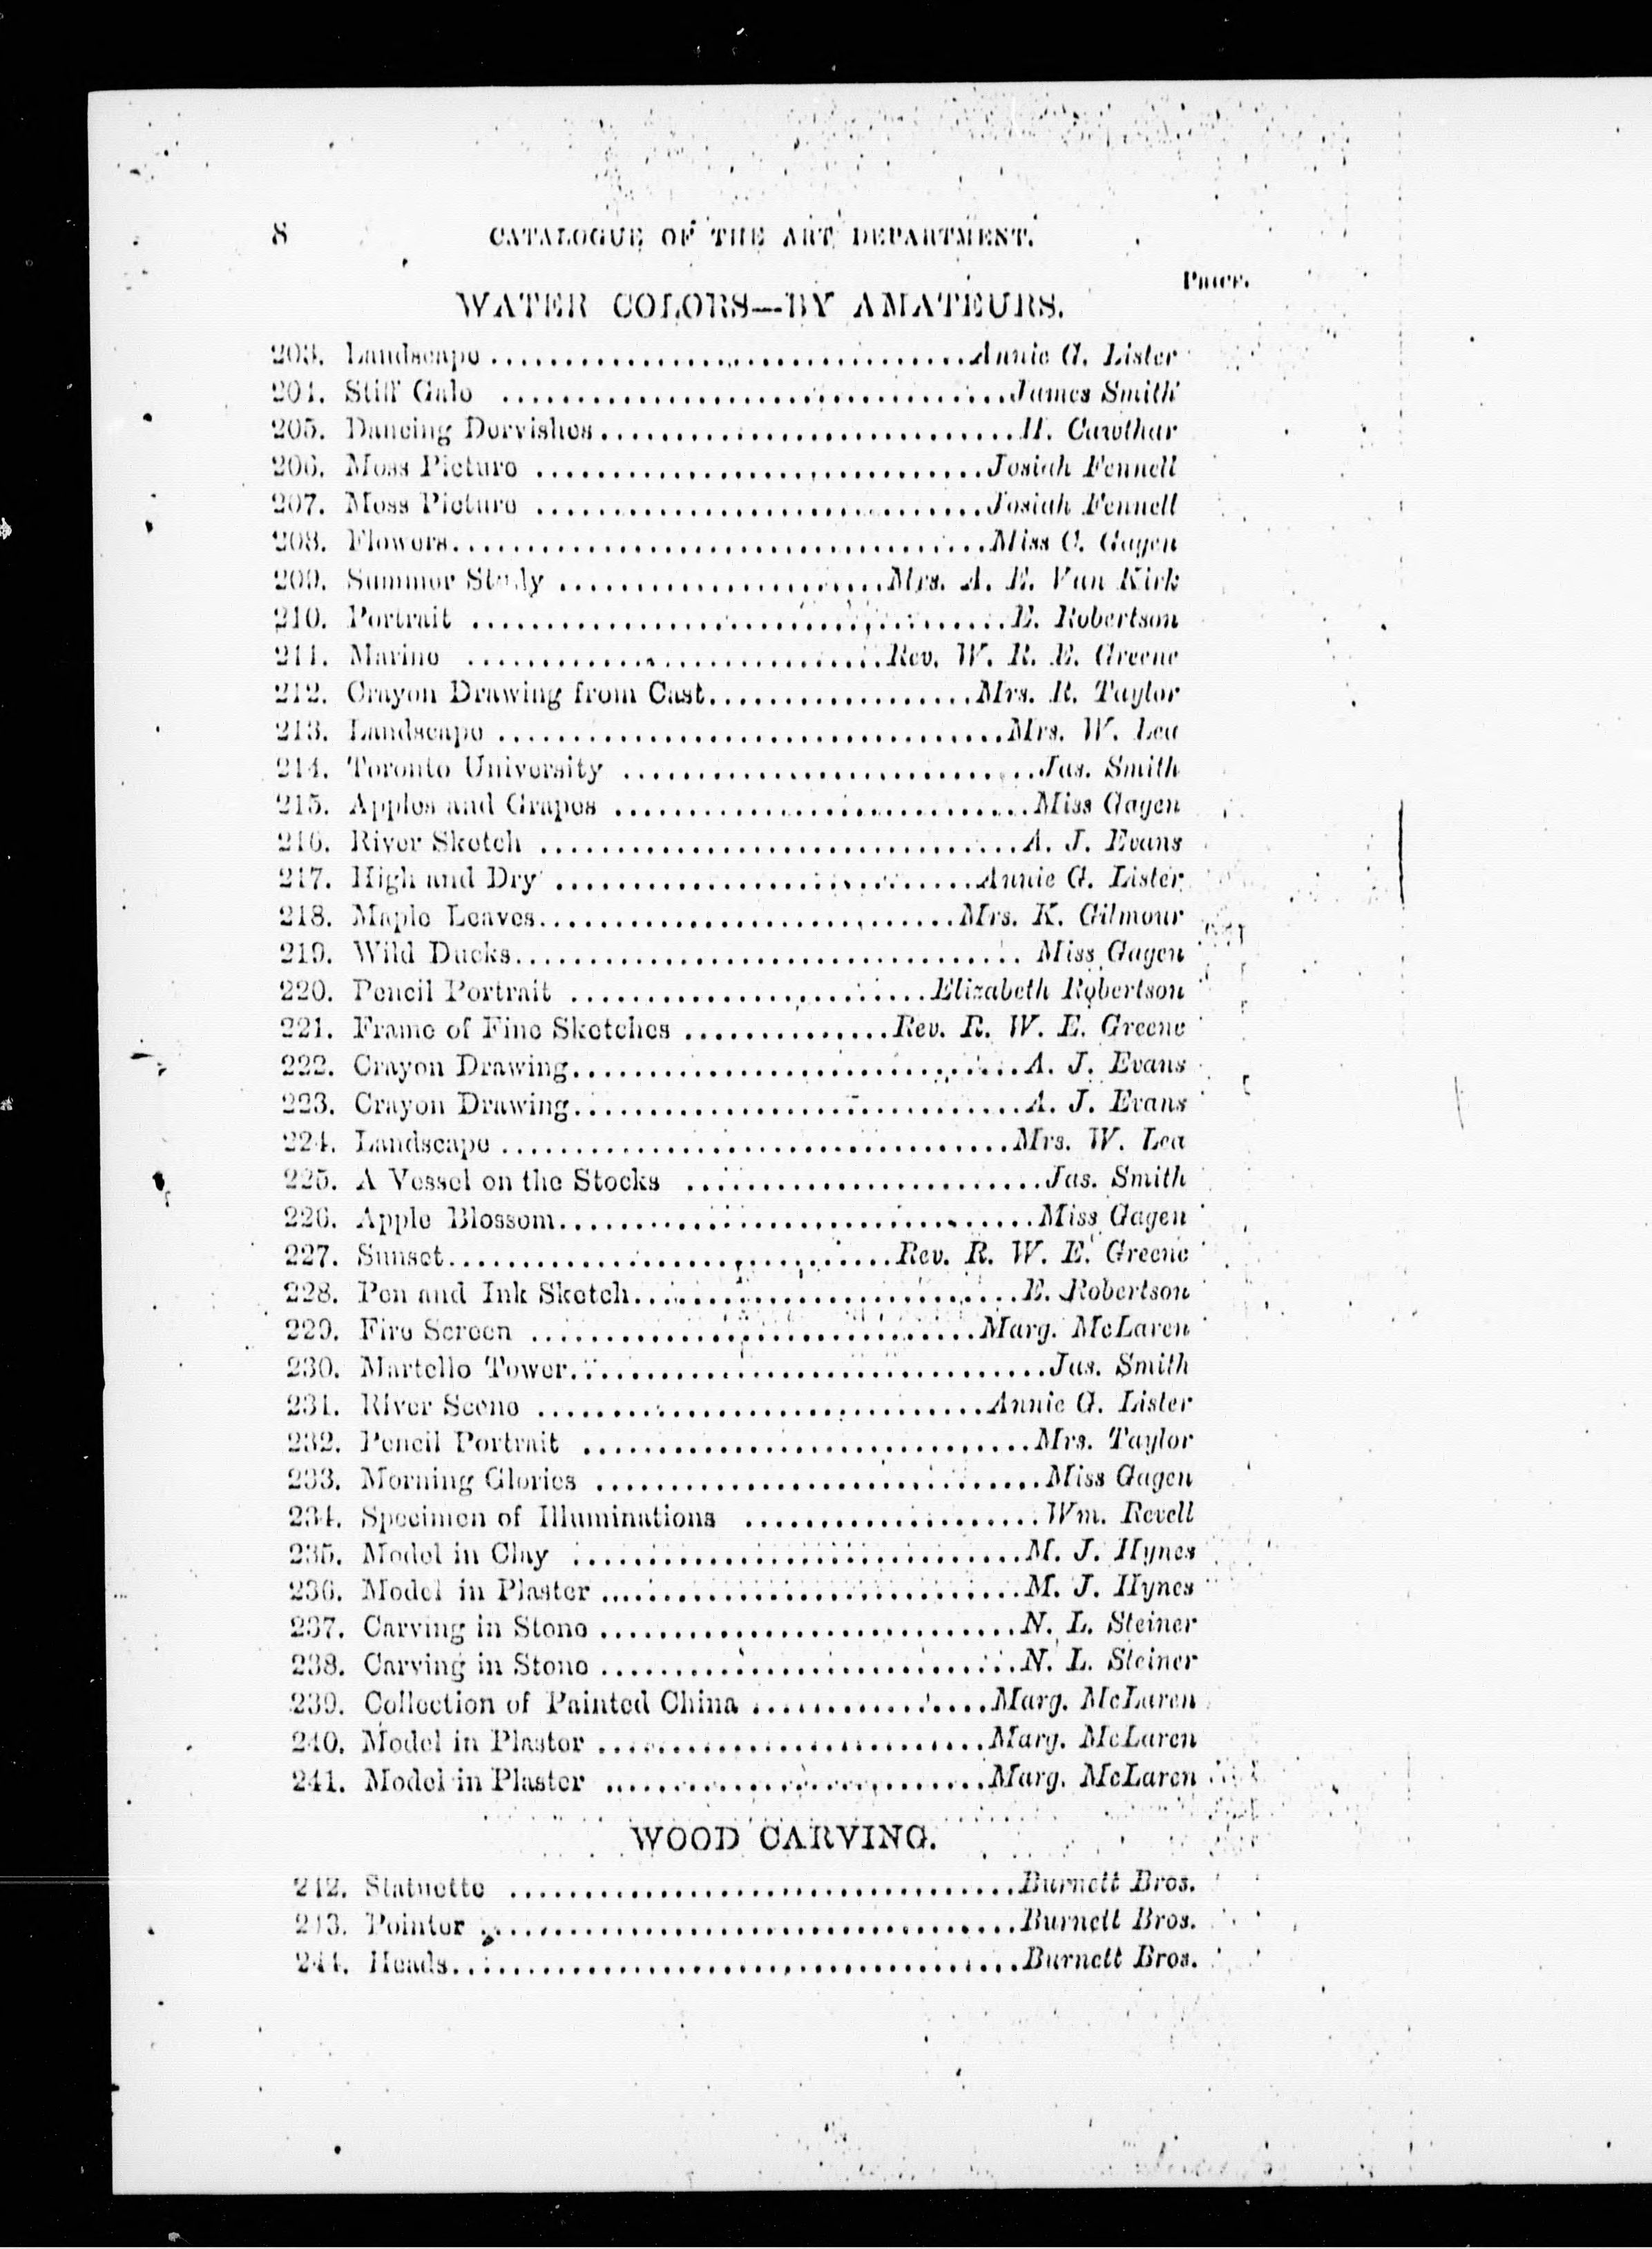 8 CATALOGUE OF THE ART DEPARTMENT.
PRICE.
WATER COLORS—BY AMATEURS.
203. Landscape ................................Annie G. Lister
204. Stiff Gale ................................James Smith
205. Dancing Dervishes................................H. Cawthar
206. Moss Picture ................................Josiah Fennell
207. Moss Picture ................................Josiah Fennell
208. Flowers................................Miss C. Gagen
209. Summer Study ................................Mrs. A. E. Van Kirk
210. Portrait ................................E. Robertson
211. Marine ................................Rev. W. R. E. Greene
212. Crayon Drawing from Cast................................Mrs. R. Taylor
213. Landscape ................................Mrs. W. Lea
214. Toronto University ................................Jas. Smith
215. Apples and Grapes ................................Miss Gagen
216. River Sketch ................................A. J. Evans
217. High and Dry ................................Annie G. Lister
218. Maple Leaves................................Mrs. K. Gilmour
219. Wild Ducks................................Miss Gagen
220. Pencil Portrait ................................Elizabeth Robertson
221. Frame of Fine Sketches ................................Rev. R. W. E. Greene
222. Crayon Drawing................................A. J. Evans
223. Crayon Drawing................................A. J. Evans
224. Landscape ................................Mrs. W. Lea
225. A Vessel on the Stocks ................................Jas. Smith
226. Apple Blossom................................Miss Gagen
227. Sunset................................Rev. R. W. E. Greene
228. Pen and Ink Sketch................................E. Robertson
229. Fire Screen ................................Marg. McLaren
230. Martello Tower................................Jas. Smith
231. River Scene ................................Annie G. Lister
232. Pencil Portrait ................................Mrs. Taylor
233. Morning Glories ................................Miss Gagen
234. Specimen of Illuminations ................................Wm. Revell
235. Model in Clay ................................M. J. Hynes
236. Model in Plaster ................................M. J. Hynes
237. Carving in Stone ................................N. L. Steiner
238. Carving in Stone ................................N. L. Steiner
239. Collection of Painted China ................................Marg. McLaren
240. Model in Plaster ................................Marg. McLaren
241. Model in Plaster ................................Marg. McLaren
WOOD CARVING.
242. Statuette ................................Burnett Bros.
243. Pointer ................................Burnett Bros.
244. Heads................................Burnett Bros.